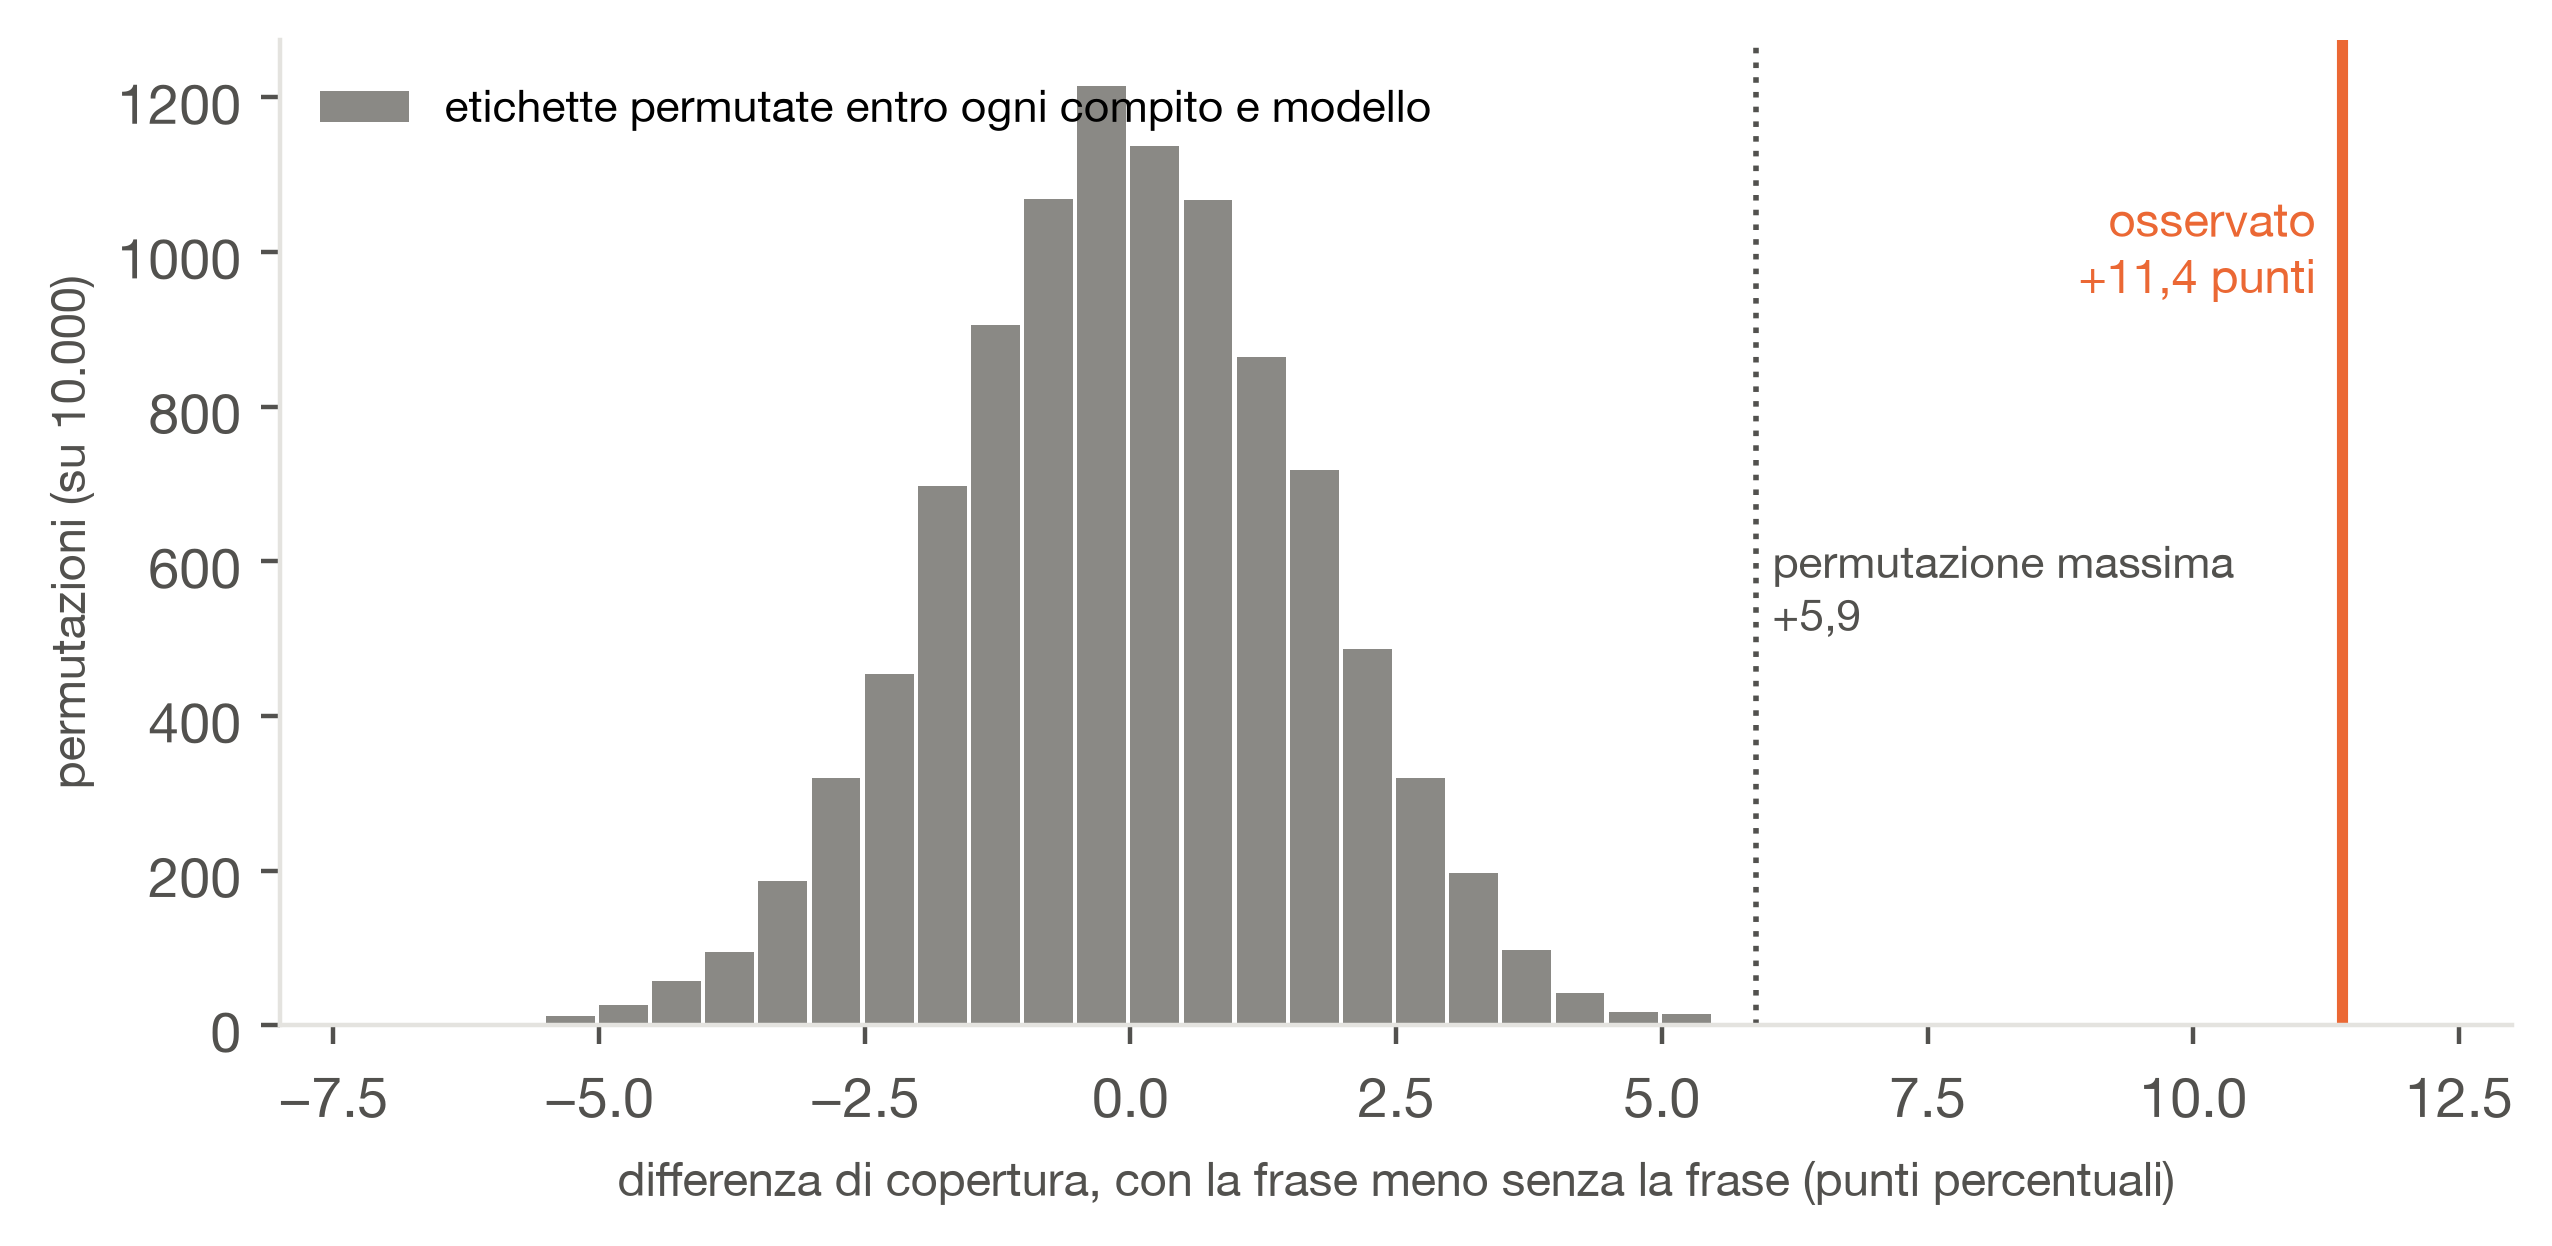 etichette permutate entro ogni compito e modello
osservato
+11,4 punti
permutazione massima
+5,9
permutazioni (su 10.000)
1200
1000
800
600
400
200
0
−7.5 −5.0 −2.5 0.0 2.5 5.0 7.5 10.0 12.5
differenza di copertura, con la frase meno senza la frase (punti percentuali)